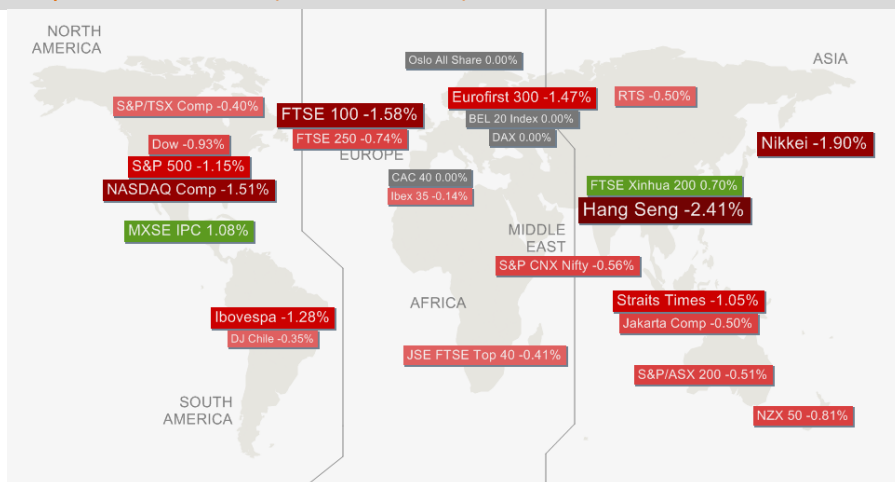 NORTH
AMERICA
ASIA
Oslo All Share 0.00%
S&P/TSX Comp -0.40%
FTSE 100 -1.58%
Eurofirst 300 -1.47%
RTS -0.50%
BEL 20 Index 0.00%
Dow -0.93%
FTSE 250 -0.74%
DAX 0.00%
Nikkei -1.90%
EUROPE
S&P 500 -1.15%
CAC 40 0.00%
NASDAQ Comp -1.51%
Ibex 35 -0.14%
FTSE Xinhua 200 0.70%
Hang Seng -2.41%
MXSE IPC 1.08%
MIDDLE
EAST
S&P CNX Nifty -0.56%
AFRICA
Straits Times -1.05%
Ibovespa -1.28%
Jakarta Comp -0.50%
DJ Chile -0.35%
JSE FTSE Top 40 -0.41%
S&P/ASX 200 -0.51%
SOUTH
AMERICA
NZX 50 -0.81%